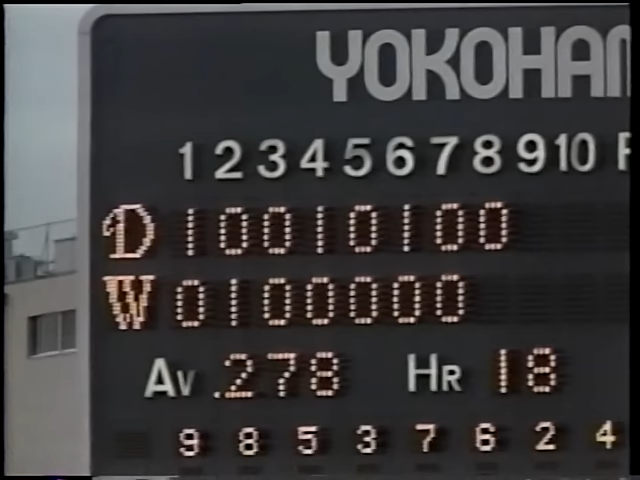 YOKOHAM
1 2 3 4 5 6 7 8 9 10
D 1 0 0 1 0 1 0 0
W 0 1 0 0 0 0 0
AV .278 HR 18
9 8 5 3 7 6 2 4